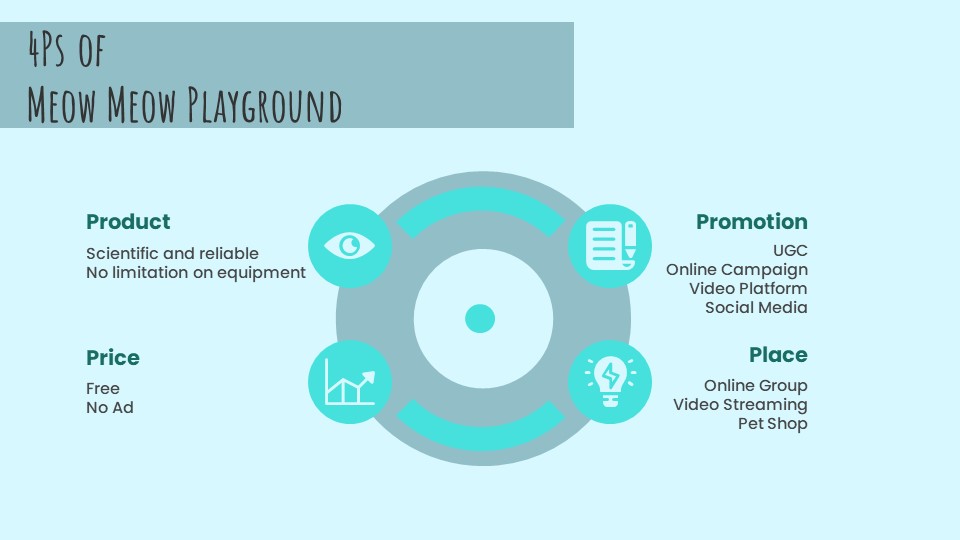 4Ps of
Meow Meow Playground
Product
Scientific and reliable
No limitation on equipment
Price
Free
No Ad
Promotion
UGC
Online Campaign
Video Platform
Social Media
Place
Online Group
Video Streaming
Pet Shop